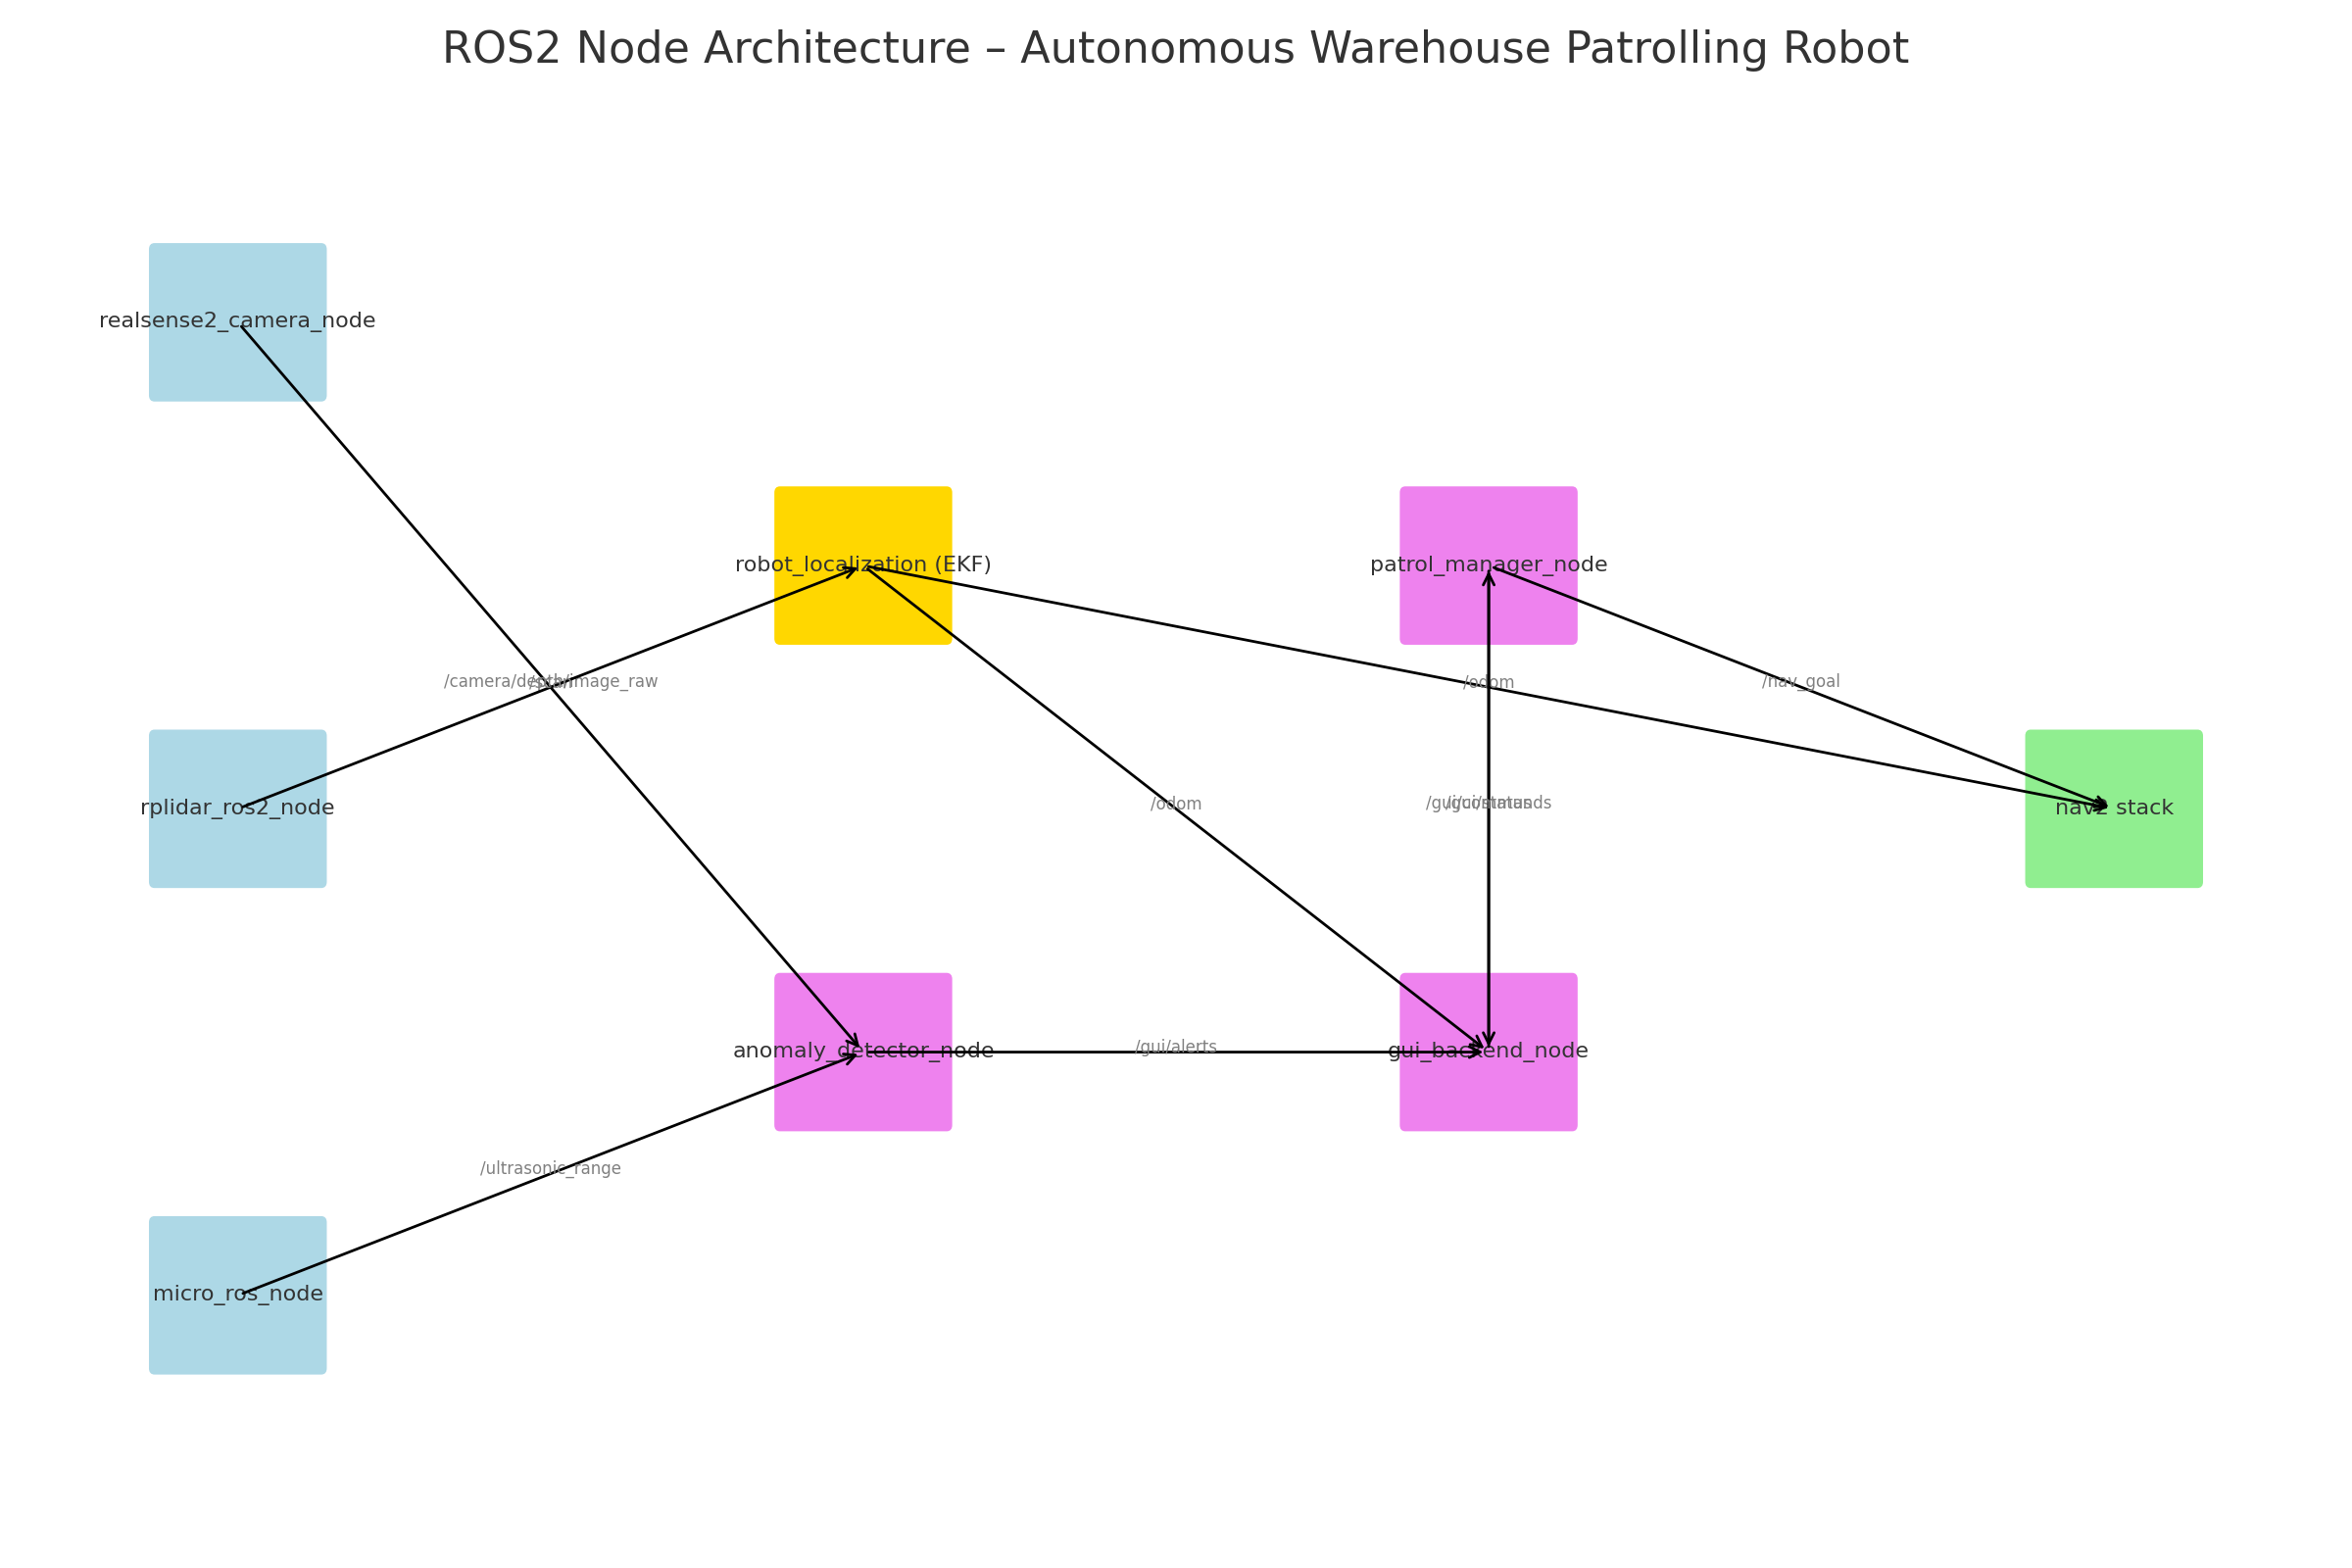 ROS2 Node Architecture – Autonomous Warehouse Patrolling Robot
realsense2_camera_node
robot_localization (EKF)
patrol_manager_node
/camera/depth/image_raw
/scan
/odom
/nav_goal
rplidar_ros2_node
/odom
/gui/commands
/gui/status
nav2 stack
anomaly_detector_node
/gui/alerts
gui_backend_node
/ultrasonic_range
micro_ros_node